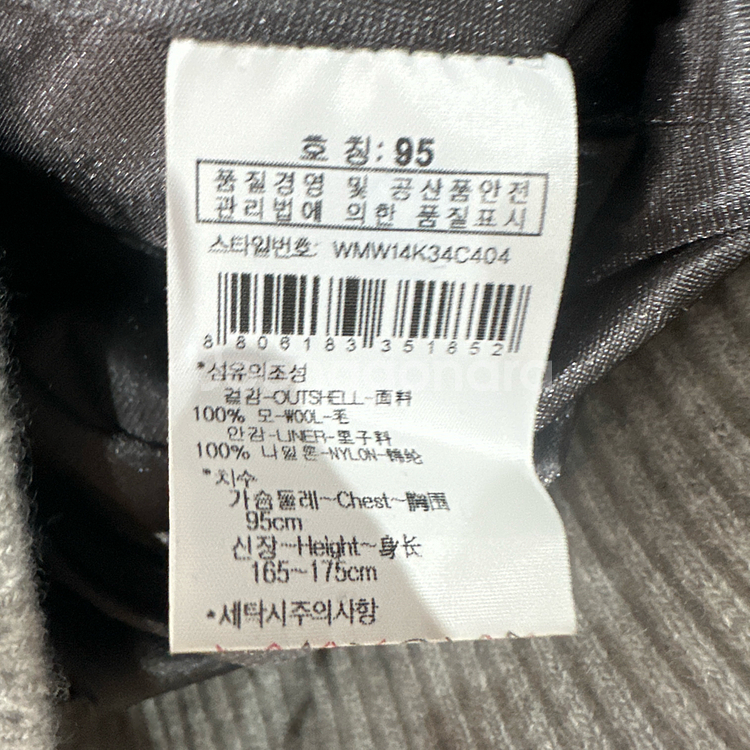 호 칭: 95
품질경영 및 공산품안전
관리법에 의한 품질표시
스타일번호: WMW14K34C404
8 806183 351852
*섬유의조성
겉감-OUTSHELL-面料
100% 모-WOOL-毛
안감-LINER-里子料
100% 나일론-NYLON-锦纶
*치수
가슴둘레~Chest~胸围
95cm
신장~Height~身长
165~175cm
*세탁시주의사항